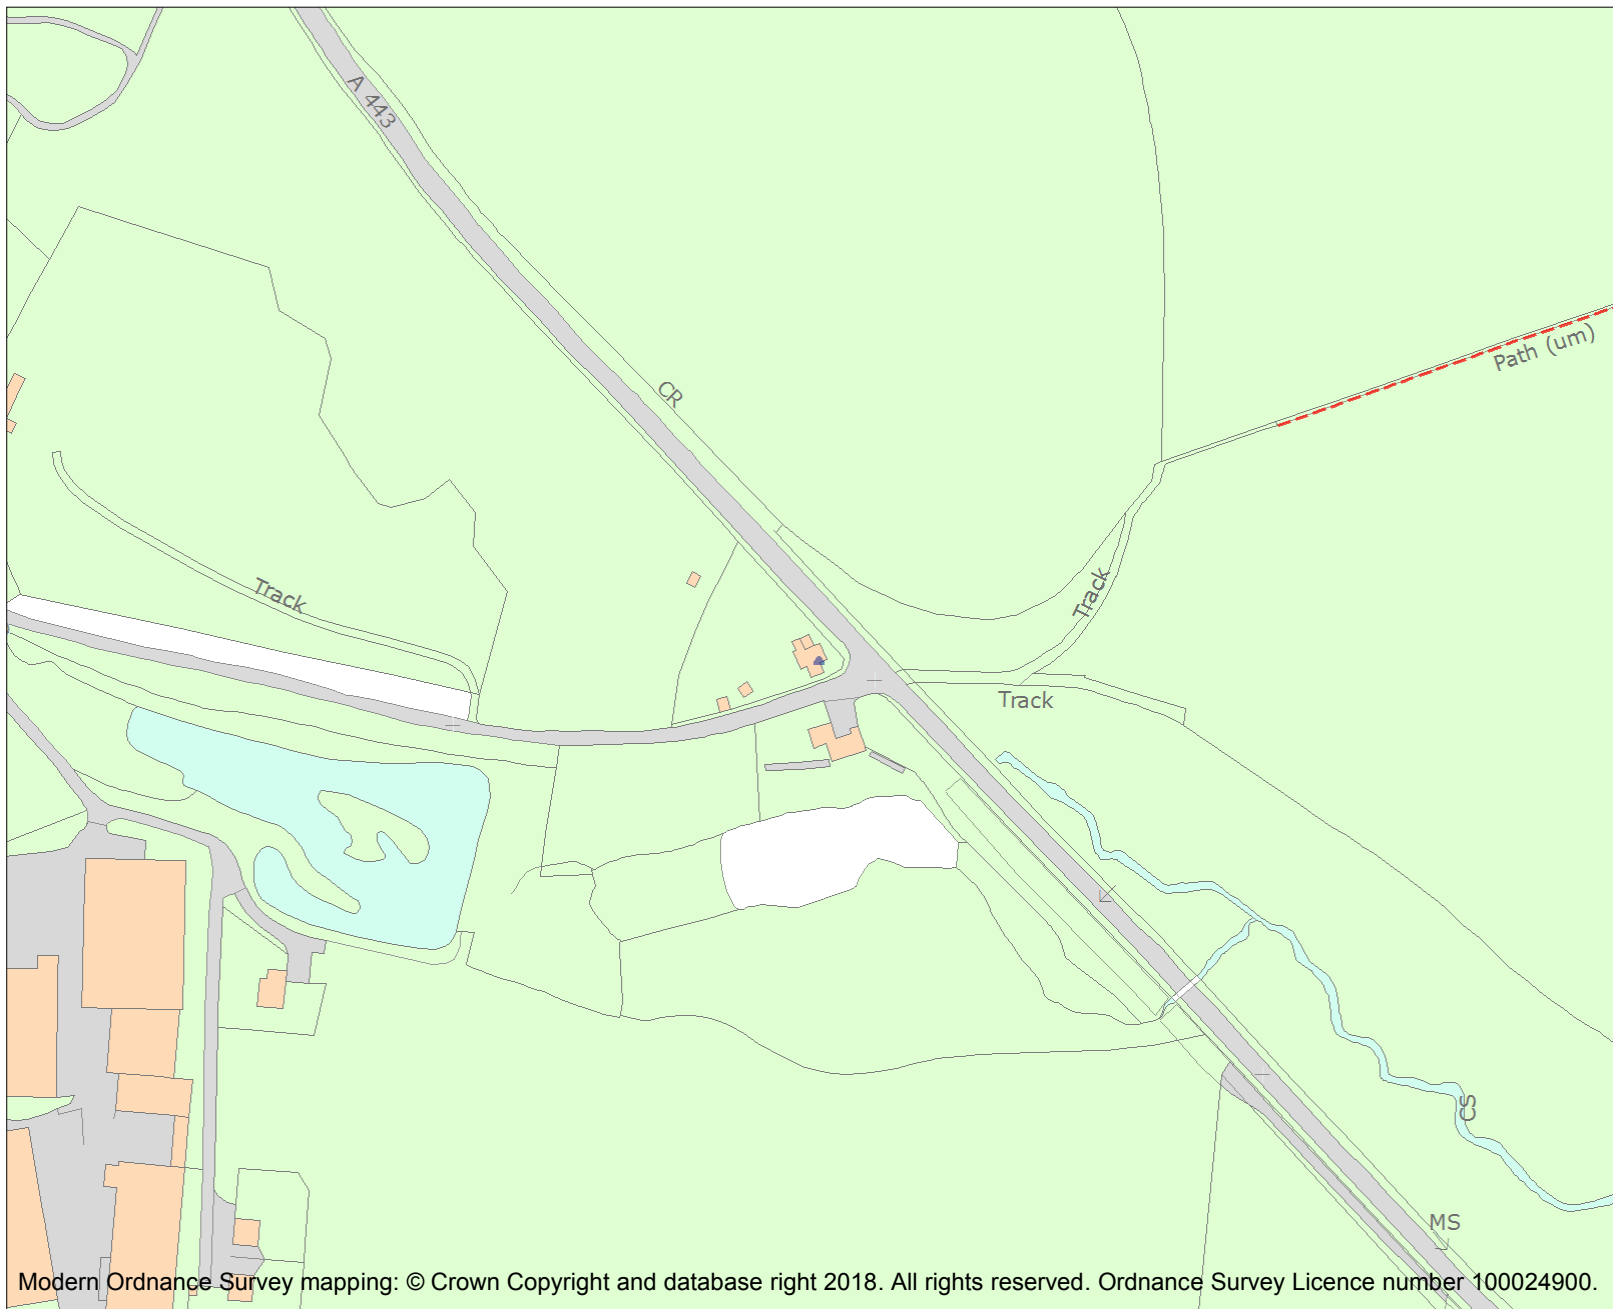 A 443
Path (um)
CR
Track
Track
Track
CS
MS
Modern Ordnance Survey mapping: © Crown Copyright and database right 2018. All rights reserved. Ordnance Survey Licence number 100024900.